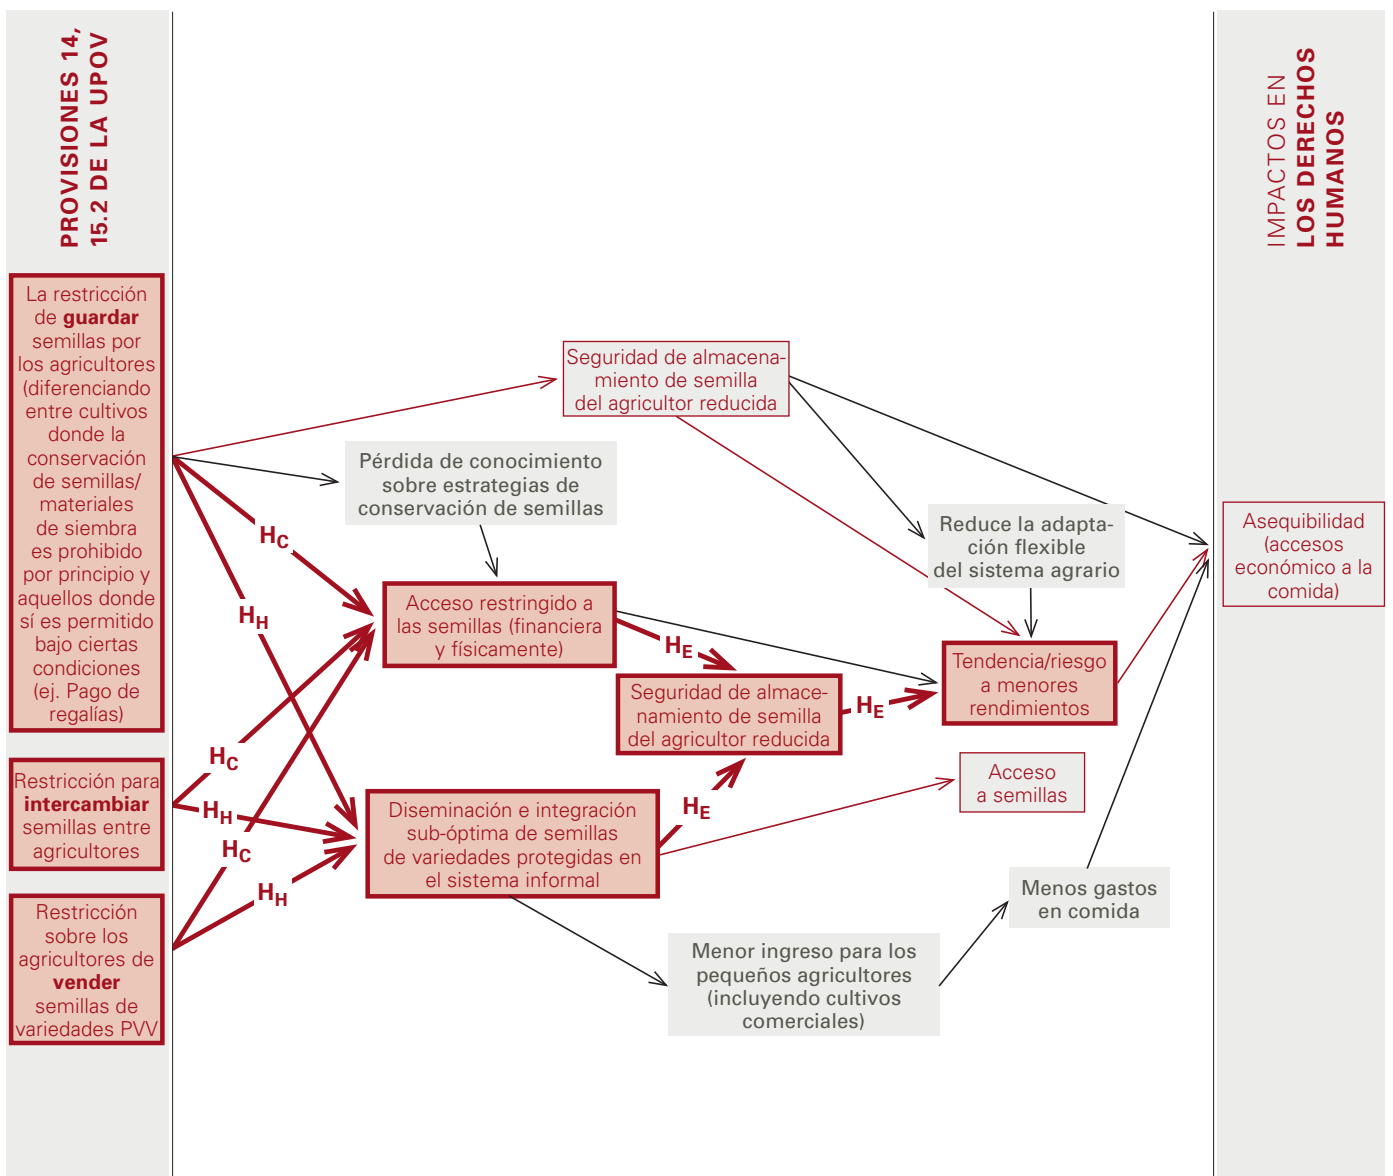 PROVISIONES 14,
15.2 DE LA UPOV
La restricción
de guardar
semillas por
los agricultores
(diferenciando
entre cultivos
donde la
conservación
de semillas/
materiales
de siembra
es prohibido
por principio y
aquellos donde
sí es permitido
bajo ciertas
condiciones
(ej. Pago de
regalías)
Restricción para
intercambiar
semillas entre
agricultores
Restricción
sobre los
agricultores de
vender
semillas de
variedades PVV
Seguridad de almacena-
miento de semilla
del agricultor reducida
Pérdida de conocimiento
sobre estrategias de
conservación de semillas
HC
HH
HC
HH
HC
HH
Acceso restringido a
las semillas (financiera
y físicamente)
HE
Seguridad de almace-
namiento de semilla
del agricultor reducida
HE
HE
Diseminación e integración
sub-óptima de semillas
de variedades protegidas en
el sistema informal
Reduce la adapta-
ción flexible
del sistema agrario
Tendencia/riesgo
a menores
rendimientos
Acceso
a semillas
Menos gastos
en comida
Menor ingreso para los
pequeños agricultores
(incluyendo cultivos
comerciales)
IMPACTOS EN
LOS DERECHOS
HUMANOS
Asequibilidad
(accesos
económico a la
comida)